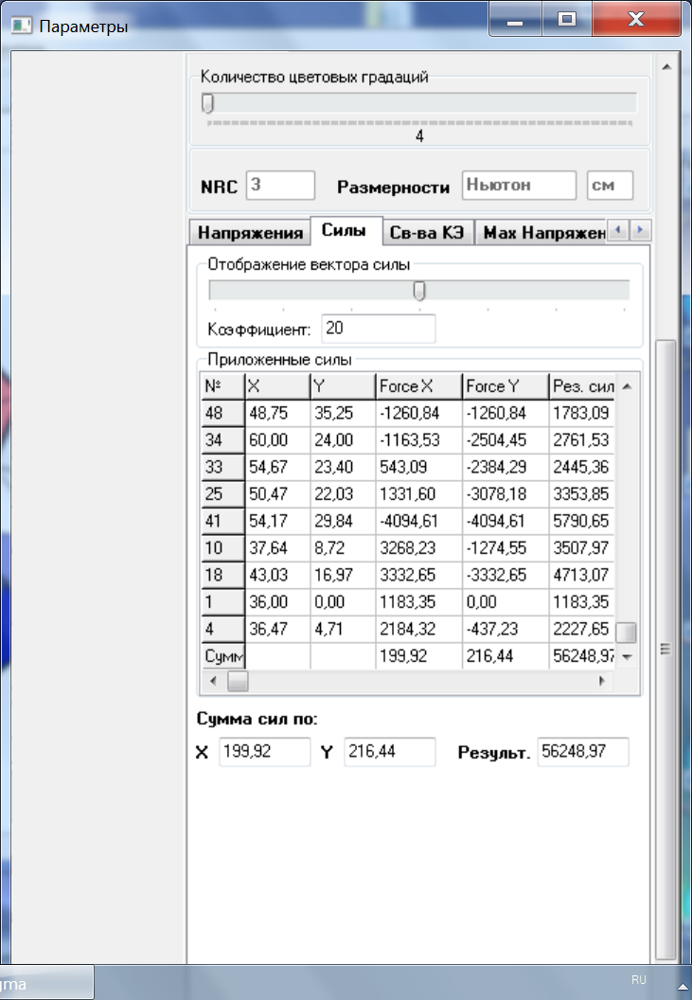 Параметры
Количество цветовых градаций
4
NRC 3 Размерности Ньютон см
Напряжения Силы Св-ва КЭ Мах Напряжен
Отображение вектора силы
Коэффициент: 20
Приложенные силы
№ X Y Force X Force Y Рез. сил
48 48,75 35,25 -1260,84 -1260,84 1783,09
34 60,00 24,00 -1163,53 -2504,45 2761,53
33 54,67 23,40 543,09 -2384,29 2445,36
25 50,47 22,03 1331,60 -3078,18 3353,85
41 54,17 29,84 -4094,61 -4094,61 5790,65
10 37,64 8,72 3268,23 -1274,55 3507,97
18 43,03 16,97 3332,65 -3332,65 4713,07
1 36,00 0,00 1183,35 0,00 1183,35
4 36,47 4,71 2184,32 -437,23 2227,65
Сумм 199,92 216,44 56248,97
Сумма сил по:
X 199,92 Y 216,44 Результ. 56248,97
gma RU